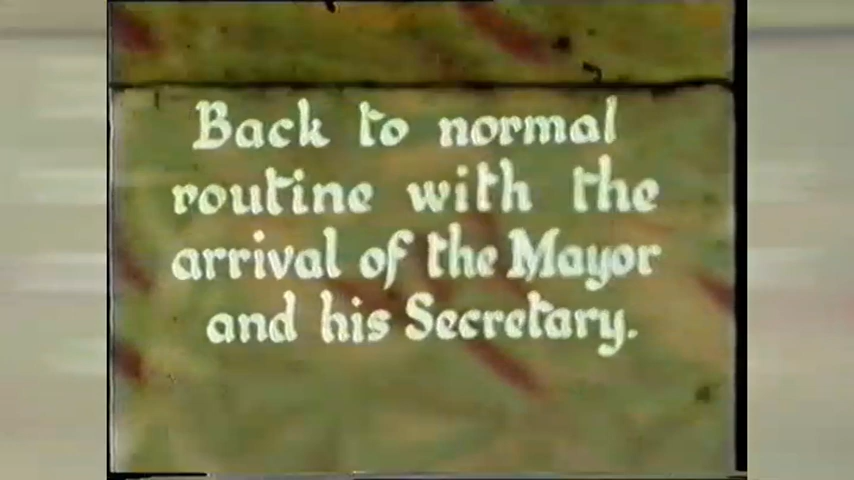 Back to normal
routine with the
arrival of the Mayor
and his Secretary.